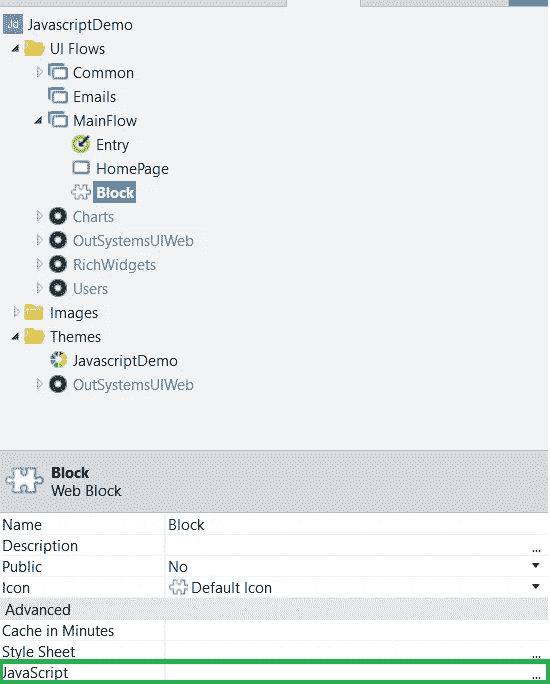 Jd JavascriptDemo
UI Flows
Common
Emails
MainFlow
Entry
HomePage
Block
Charts
OutSystemsUIWeb
RichWidgets
Users
Images
Themes
JavascriptDemo
OutSystemsUIWeb
Block
Web Block
Name Block
Description ...
Public No
Icon Default Icon
Advanced
Cache in Minutes
Style Sheet ...
JavaScript ...